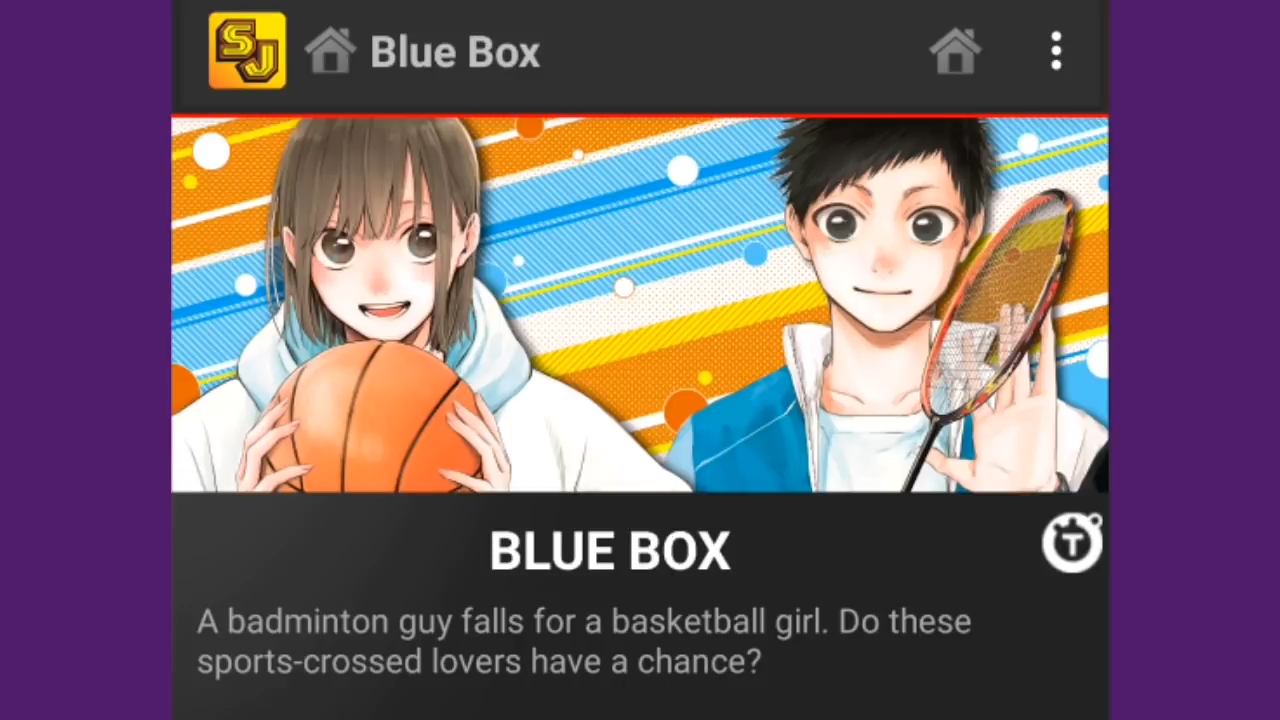 SJ
Blue Box
BLUE BOX
T
A badminton guy falls for a basketball girl. Do these
sports-crossed lovers have a chance?